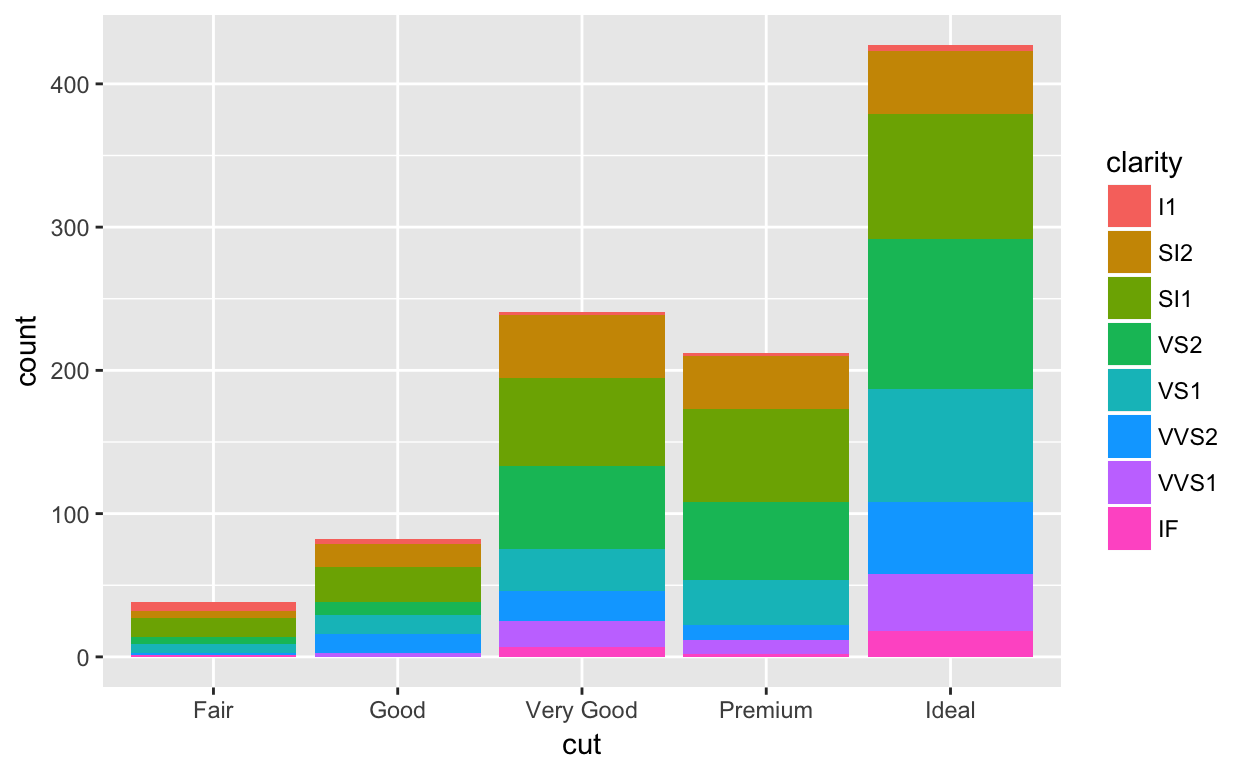 count
400
300
200
100
0
Fair Good Very Good Premium Ideal
cut
clarity
I1
SI2
SI1
VS2
VS1
VVS2
VVS1
IF